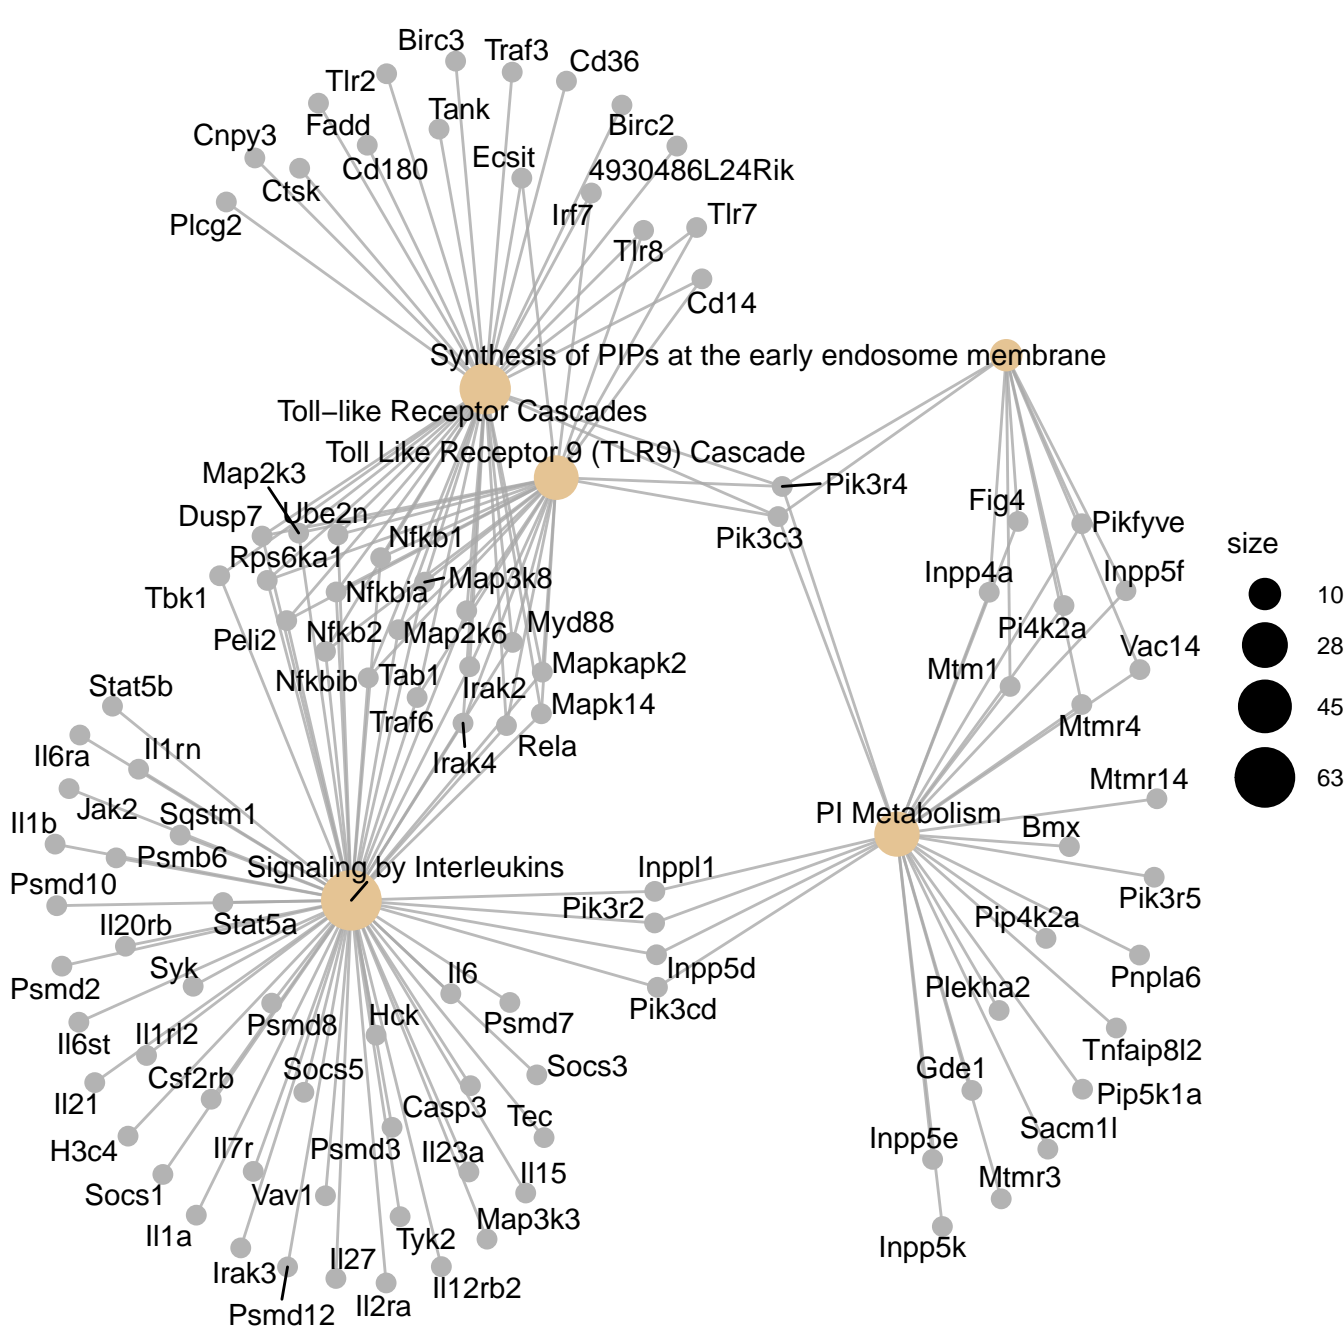 Birc3
Traf3
Cd36
Tlr2
Tank
Fadd
Birc2
Cnpy3
Cd180
Ecsit
4930486L24Rik
Ctsk
Irf7
Tlr7
Plcg2
Tlr8
Cd14
Synthesis of PIPs at the early endosome membrane
Toll−like Receptor Cascades
Toll Like Receptor 9 (TLR9) Cascade
Map2k3
Pik3r4
Fig4
Dusp7
Ube2n
Pikfyve
Nfkb1
Pik3c3
size
Rps6ka1
Inpp4a
Inpp5f
Map3k8
Tbk1
Nfkbia
10
Peli2
Nfkb2
Map2k6
Myd88
Pi4k2a
28
Vac14
Mapkapk2
Mtm1
Nfkbib
Tab1
Irak2
Stat5b
Mapk14
45
Traf6
Mtmr4
Il6ra
Il1rn
Rela
Irak4
Mtmr14
63
Jak2
Sqstm1
PI Metabolism
Il1b
Bmx
Psmb6
Signaling by Interleukins
Inppl1
Psmd10
Pik3r5
Pik3r2
Il20rb
Stat5a
Pip4k2a
Syk
Il6
Inpp5d
Pnpla6
Psmd2
Plekha2
Pik3cd
Psmd8
Hck
Psmd7
Il6st
Il1rl2
Tnfaip8l2
Csf2rb
Socs5
Socs3
Gde1
Il21
Casp3
Pip5k1a
Tec
Sacm1l
H3c4
Il7r
Psmd3
Il23a
Inpp5e
Il15
Mtmr3
Socs1
Vav1
Map3k3
Il1a
Tyk2
Inpp5k
Irak3
Il27
Il12rb2
Psmd12
Il2ra